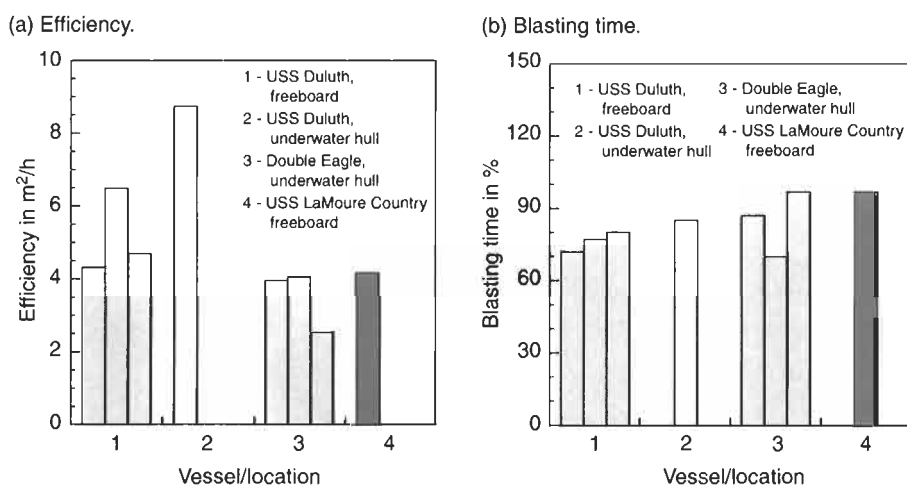 (a) Efficiency.
10
8
6
4
2
0
Efficiency in m²/h
1 - USS Duluth,
freeboard
2 - USS Duluth,
underwater hull
3 - Double Eagle,
underwater hull
4 - USS LaMoure Country
freeboard
1 2 3 4
Vessel/location
(b) Blasting time.
150
120
90
60
30
0
Blasting time in %
1 - USS Duluth,
freeboard
2 - USS Duluth,
underwater hull
3 - Double Eagle,
underwater hull
4 - USS LaMoure Country
freeboard
1 2 3 4
Vessel/location